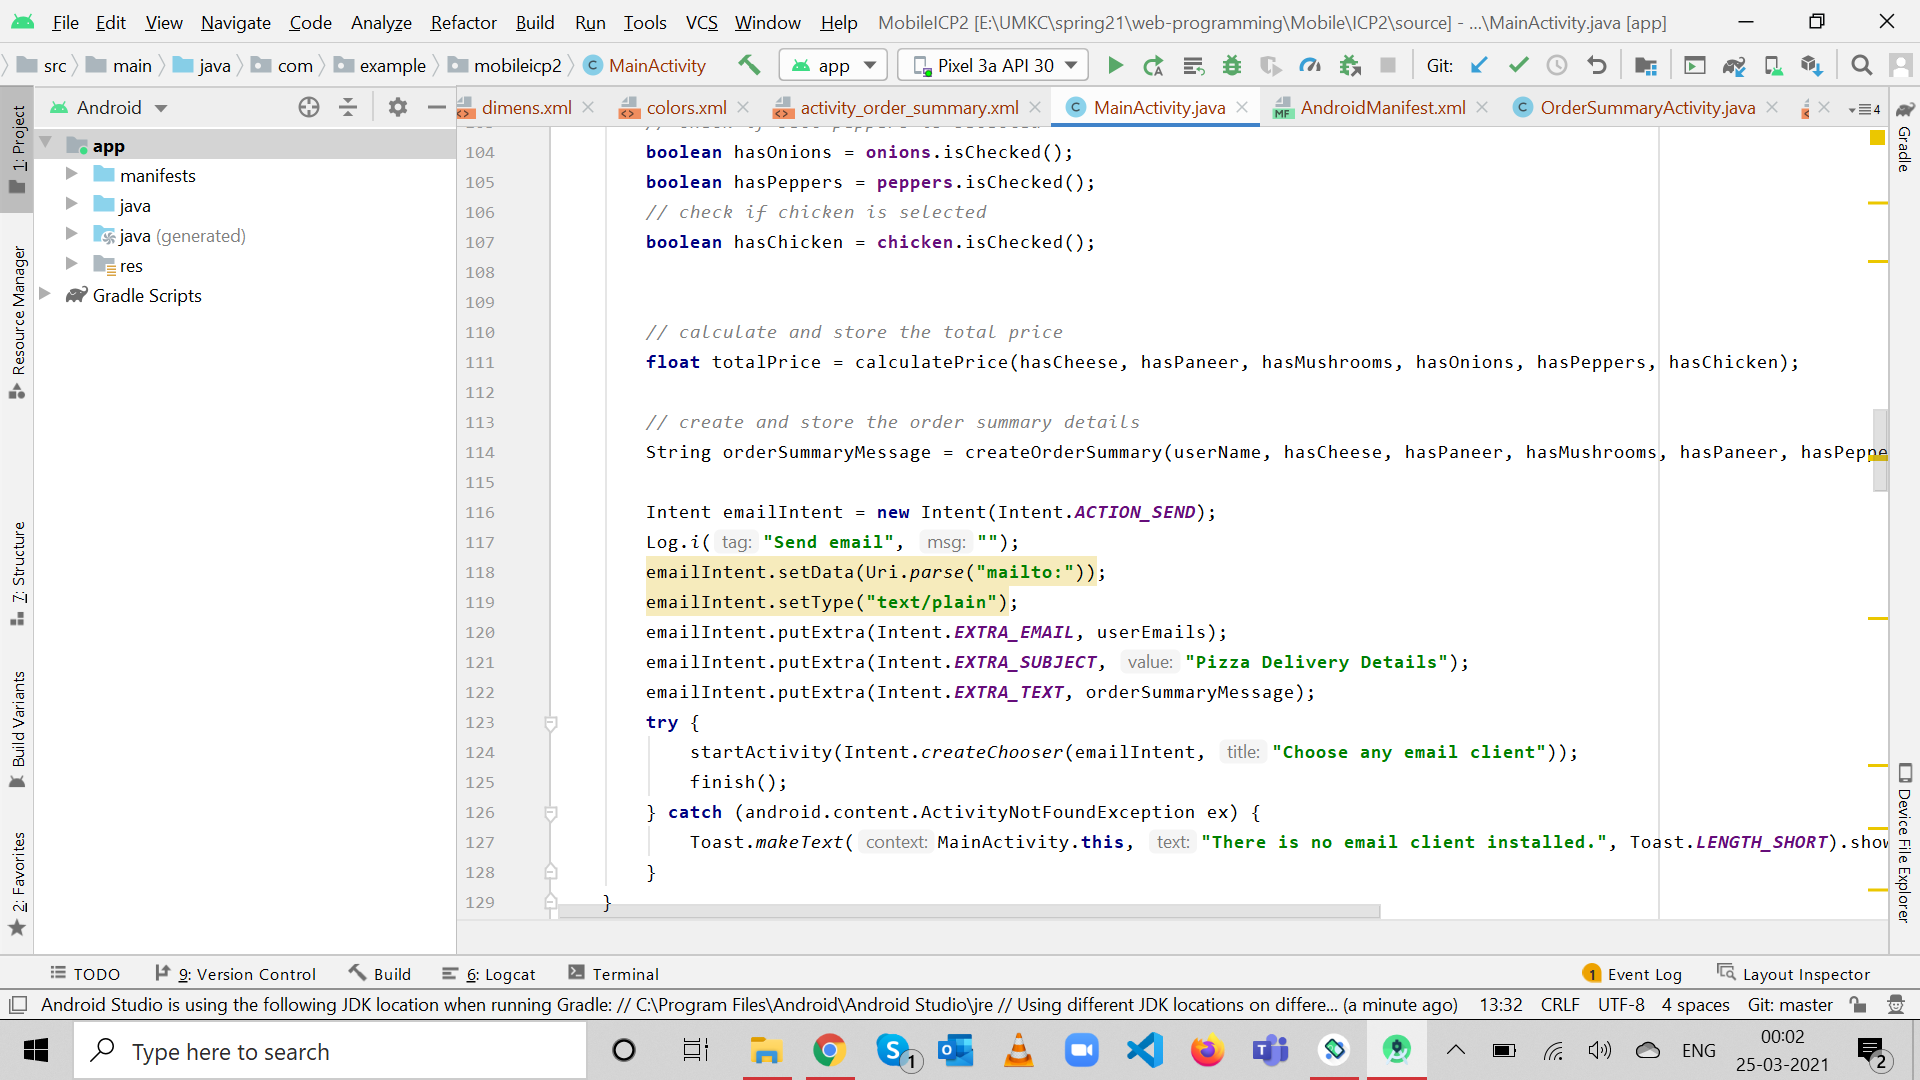 File Edit View Navigate Code Analyze Refactor Build Run Tools VCS Window Help MobileICP2 [E:\UMKC\spring21\web-programming\Mobile\ICP2\source] - ...\MainActivity.java [app]
src main java com example mobileicp2 MainActivity app Pixel 3a API 30 Git:
Android dimens.xml colors.xml activity_order_summary.xml MainActivity.java AndroidManifest.xml OrderSummaryActivity.java 4
1: Project
Resource Manager
7: Structure
Build Variants
2: Favorites
app
manifests
java
java (generated)
res
Gradle Scripts
104 boolean hasOnions = onions.isChecked();
105 boolean hasPeppers = peppers.isChecked();
106 // check if chicken is selected
107 boolean hasChicken = chicken.isChecked();
108
109
110 // calculate and store the total price
111 float totalPrice = calculatePrice(hasCheese, hasPaneer, hasMushrooms, hasOnions, hasPeppers, hasChicken);
112
113 // create and store the order summary details
114 String orderSummaryMessage = createOrderSummary(userName, hasCheese, hasPaneer, hasMushrooms, hasPaneer, hasPeppe
115
116 Intent emailIntent = new Intent(Intent.ACTION_SEND);
117 Log.i( tag: "Send email", msg: "");
118 emailIntent.setData(Uri.parse("mailto:"));
119 emailIntent.setType("text/plain");
120 emailIntent.putExtra(Intent.EXTRA_EMAIL, userEmails);
121 emailIntent.putExtra(Intent.EXTRA_SUBJECT, value: "Pizza Delivery Details");
122 emailIntent.putExtra(Intent.EXTRA_TEXT, orderSummaryMessage);
123 try {
124 startActivity(Intent.createChooser(emailIntent, title: "Choose any email client"));
125 finish();
126 } catch (android.content.ActivityNotFoundException ex) {
127 Toast.makeText( context: MainActivity.this, text: "There is no email client installed.", Toast.LENGTH_SHORT).show
128 }
129 }
Gradle
Device File Explorer
TODO 9: Version Control Build 6: Logcat Terminal 1 Event Log Layout Inspector
Android Studio is using the following JDK location when running Gradle: // C:\Program Files\Android\Android Studio\jre // Using different JDK locations on differe... (a minute ago) 13:32 CRLF UTF-8 4 spaces Git: master
Type here to search 1 ENG 00:02
25-03-2021 2